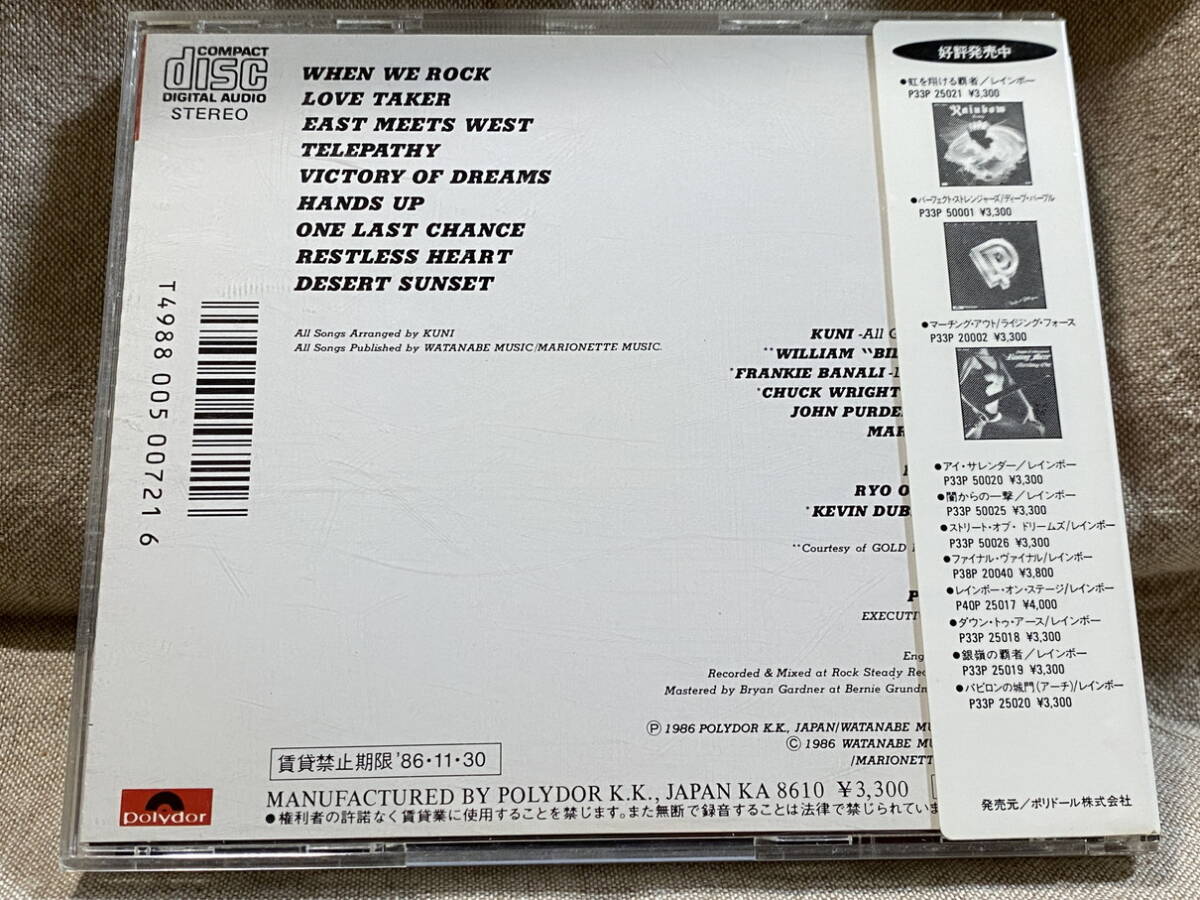 COMPACT
disc
DIGITAL AUDIO
STEREO
WHEN WE ROCK
LOVE TAKER
EAST MEETS WEST
TELEPATHY
VICTORY OF DREAMS
HANDS UP
ONE LAST CHANCE
RESTLESS HEART
DESERT SUNSET
All Songs Arranged by KUNI
All Songs Published by WATANABE MUSIC/MARIONETTE MUSIC.
T4988 005 00721 6
KUNI -All G
**WILLIAM "BIL
*FRANKIE BANALI -
*CHUCK WRIGHT
JOHN PURDE
MAR
RYO O
*KEVIN DUB
**Courtesy of GOLD
P
EXECUTI
Eng
Recorded & Mixed at Rock Steady Rec
Mastered by Bryan Gardner at Bernie Grundm
Ⓟ 1986 POLYDOR K.K., JAPAN/WATANABE MU
© 1986 WATANABE MUS
/MARIONETT
賃貸禁止期限 '86・11・30
polydor
MANUFACTURED BY POLYDOR K.K., JAPAN KA 8610 ¥3,300
●権利者の許諾なく賃貸業に使用することを禁じます。また無断で録音することは法律で禁じられていま
好評発売中
●虹を翔ける覇者/レインボー
P33P 25021 ¥3,300
Rainbow
●パーフェクト・ストレンジャーズ/ディープ・パープル
P33P 50001 ¥3,300
●マーチング・アウト/ライジング・フォース
P33P 20002 ¥3,300
●アイ・サレンダー/レインボー
P33P 50020 ¥3,300
●闇からの一撃/レインボー
P33P 50025 ¥3,300
●ストリート・オブ・ドリームズ/レインボー
P33P 50026 ¥3,300
●ファイナル・ヴァイナル/レインボー
P38P 20040 ¥3,800
●レインボー・オン・ステージ/レインボー
P40P 25017 ¥4,000
●ダウン・トゥ・アース/レインボー
P33P 25018 ¥3,300
●銀嶺の覇者/レインボー
P33P 25019 ¥3,300
●バビロンの城門(アーチ)/レインボー
P33P 25020 ¥3,300
発売元/ポリドール株式会社